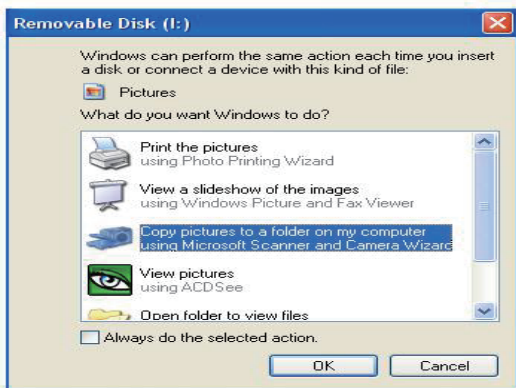 Removable Disk (I:)
Windows can perform the same action each time you insert
a disk or connect a device with this kind of file:
Pictures
What do you want Windows to do?
Print the pictures
using Photo Printing Wizard
View a slideshow of the images
using Windows Picture and Fax Viewer
Copy pictures to a folder on my computer
using Microsoft Scanner and Camera Wizard
View pictures
using ACDSee
Open folder to view files
Always do the selected action.
OK
Cancel